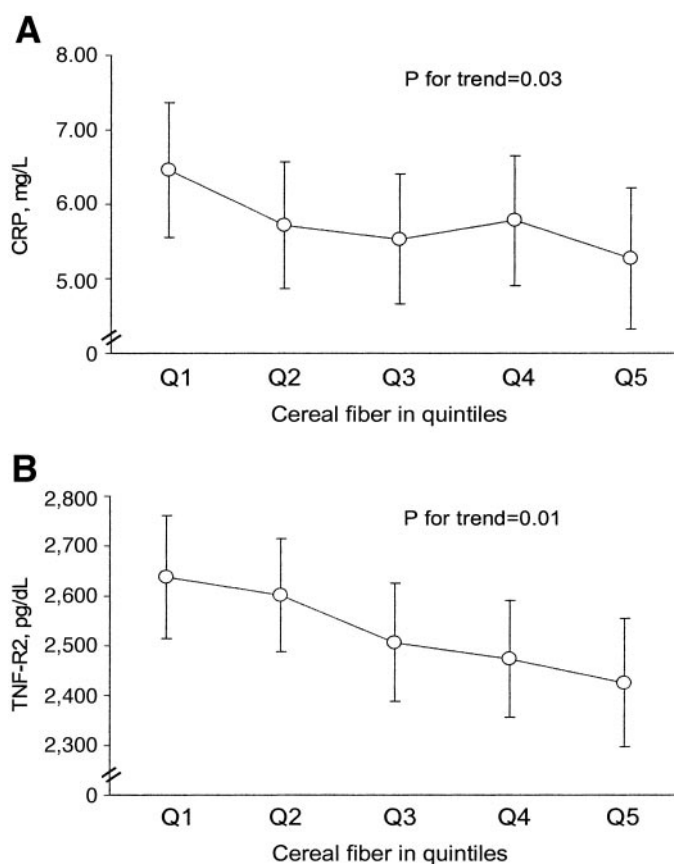 A
8.00
P for trend=0.03
7.00
6.00
5.00
0
CRP, mg/L
Q1 Q2 Q3 Q4 Q5
Cereal fiber in quintiles
B
2,800
P for trend=0.01
2,700
2,600
2,500
2,400
2,300
0
TNF-R2, pg/dL
Q1 Q2 Q3 Q4 Q5
Cereal fiber in quintiles